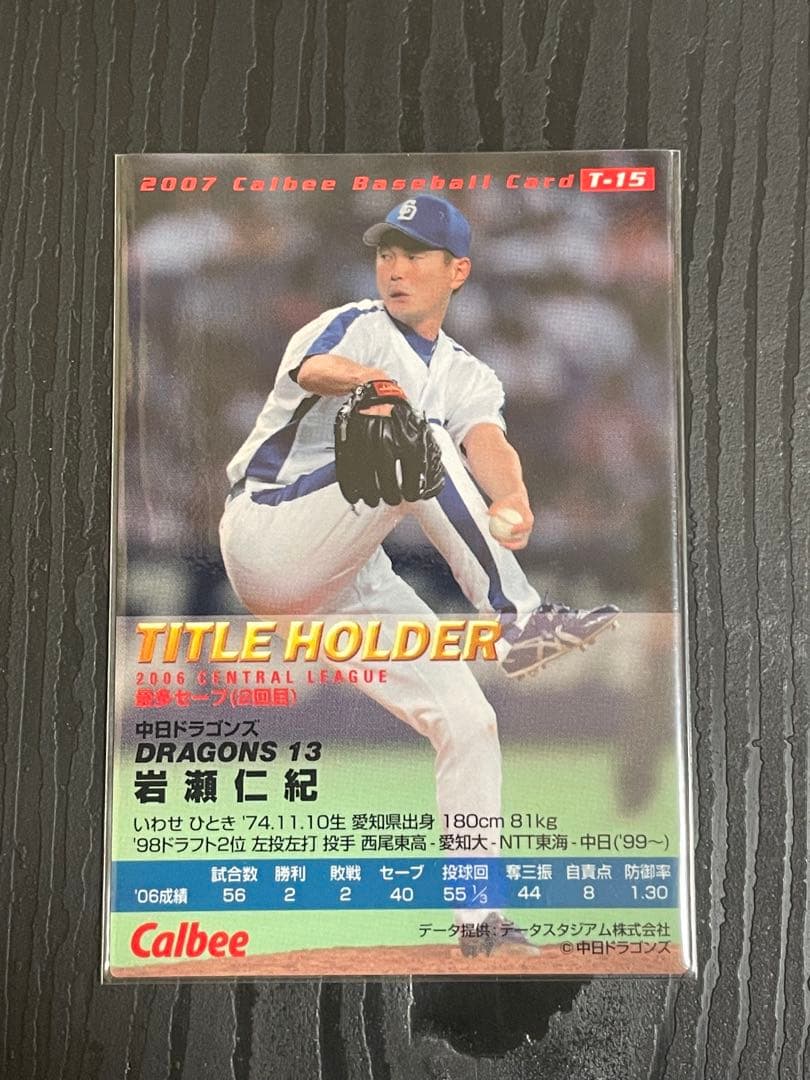 2007 Calbee Baseball Card T-15
TITLE HOLDER
2006 CENTRAL LEAGUE
最多セーブ(2回目)
中日ドラゴンズ
DRAGONS 13
岩瀬仁紀
いわせ ひとき '74.11.10生 愛知県出身 180cm 81kg
'98ドラフト2位 左投左打 投手 西尾東高-愛知大-NTT東海-中日('99~)
試合数 勝利 敗戦 セーブ 投球回 奪三振 自責点 防御率
'06成績 56 2 2 40 55 1/3 44 8 1.30
Calbee
データ提供:データスタジアム株式会社
©中日ドラゴンズ